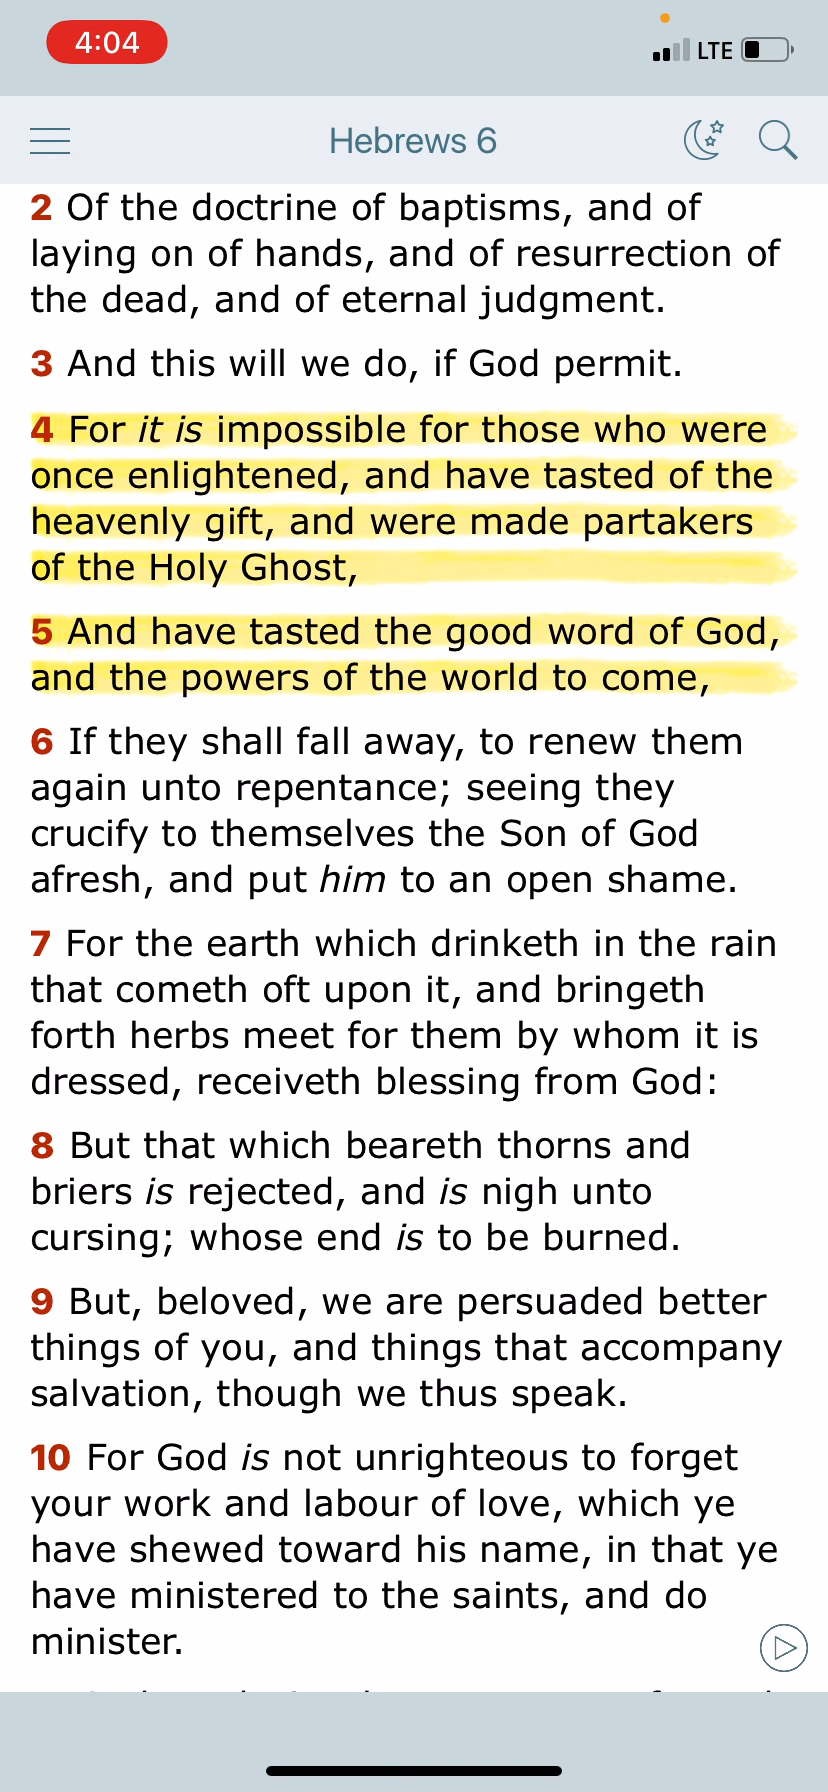 4:04
LTE
Hebrews 6
2 Of the doctrine of baptisms, and of
laying on of hands, and of resurrection of
the dead, and of eternal judgment.
3 And this will we do, if God permit.
4 For it is impossible for those who were
once enlightened, and have tasted of the
heavenly gift, and were made partakers
of the Holy Ghost,
5 And have tasted the good word of God,
and the powers of the world to come,
6 If they shall fall away, to renew them
again unto repentance; seeing they
crucify to themselves the Son of God
afresh, and put him to an open shame.
7 For the earth which drinketh in the rain
that cometh oft upon it, and bringeth
forth herbs meet for them by whom it is
dressed, receiveth blessing from God:
8 But that which beareth thorns and
briers is rejected, and is nigh unto
cursing; whose end is to be burned.
9 But, beloved, we are persuaded better
things of you, and things that accompany
salvation, though we thus speak.
10 For God is not unrighteous to forget
your work and labour of love, which ye
have shewed toward his name, in that ye
have ministered to the saints, and do
minister.